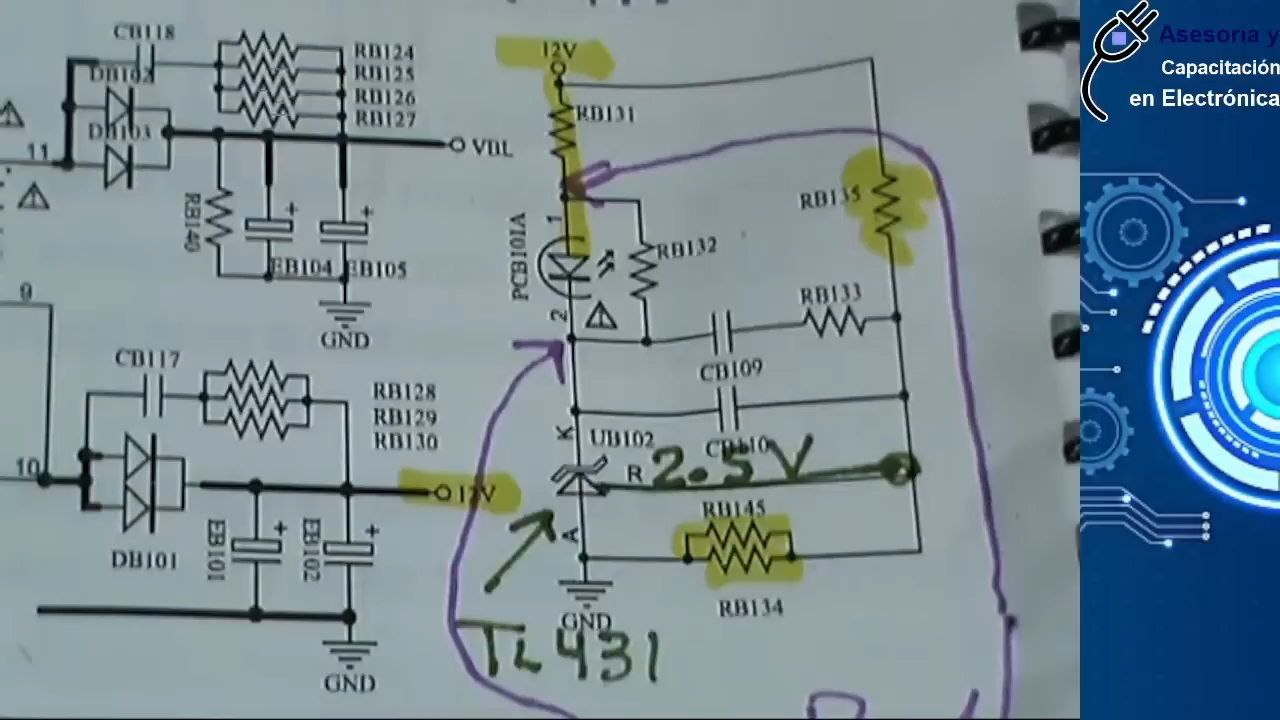 CB118
DB102
DB103
11
RB124
RB125
RB126
RB127
VBL
RB140
+
+
EB104
EB105
GND
9
CB117
RB128
RB129
RB130
10
12V
DB101
EB101
+
EB102
+
GND
12V
RB131
1
PCB101A
RB132
2
RB135
RB133
CB109
CB110
K
UB102
R
2.5V
A
RB145
RB134
GND
TL431
Asesoria y
Capacitación
en Electrónica